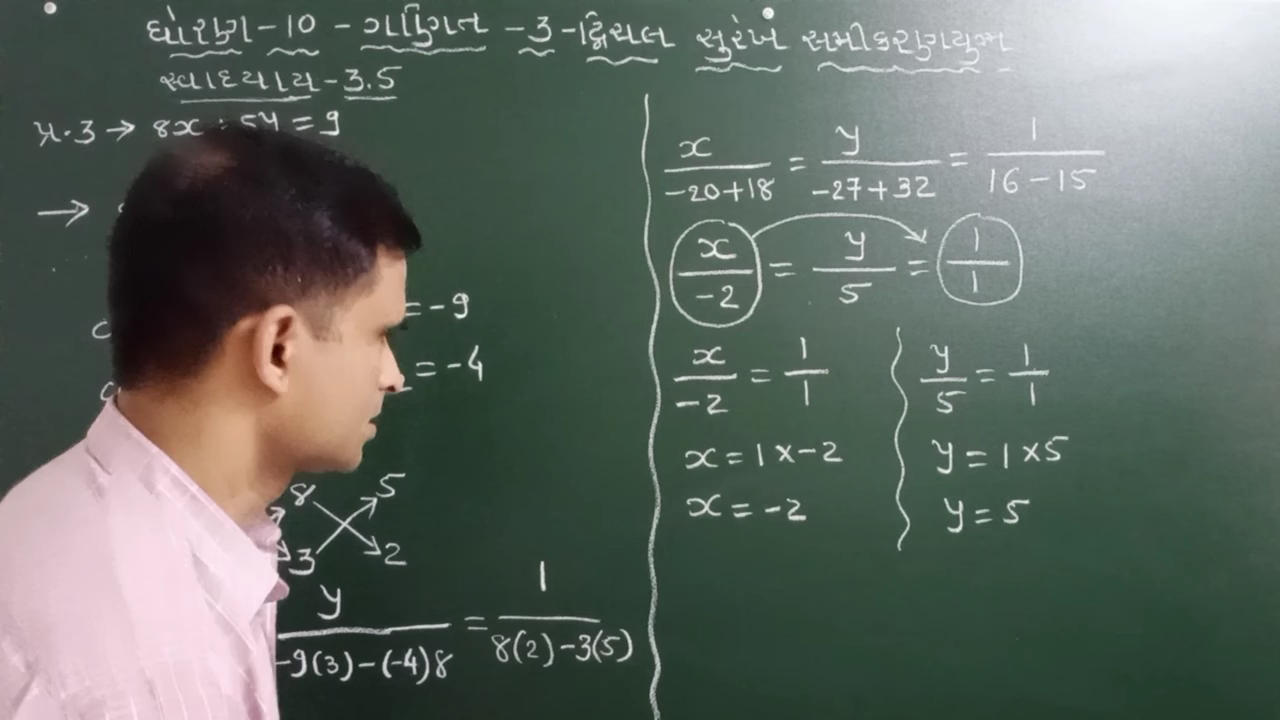 ધોરણ-10 - ગણિત -3-દ્વિચલ સુરેખ સમીકરણયુગ્મ
સ્વાધ્યાય-3.5
પ્ર.3 → 8x + 5y = 9
→
= -9
= -4
8 5
3 2
y/(-9(3)-(-4)8) = 1/(8(2)-3(5))
x/(-20+18) = y/(-27+32) = 1/(16-15)
x/-2 = y/5 = 1/1
x/-2 = 1/1
x = 1 × -2
x = -2
y/5 = 1/1
y = 1 × 5
y = 5